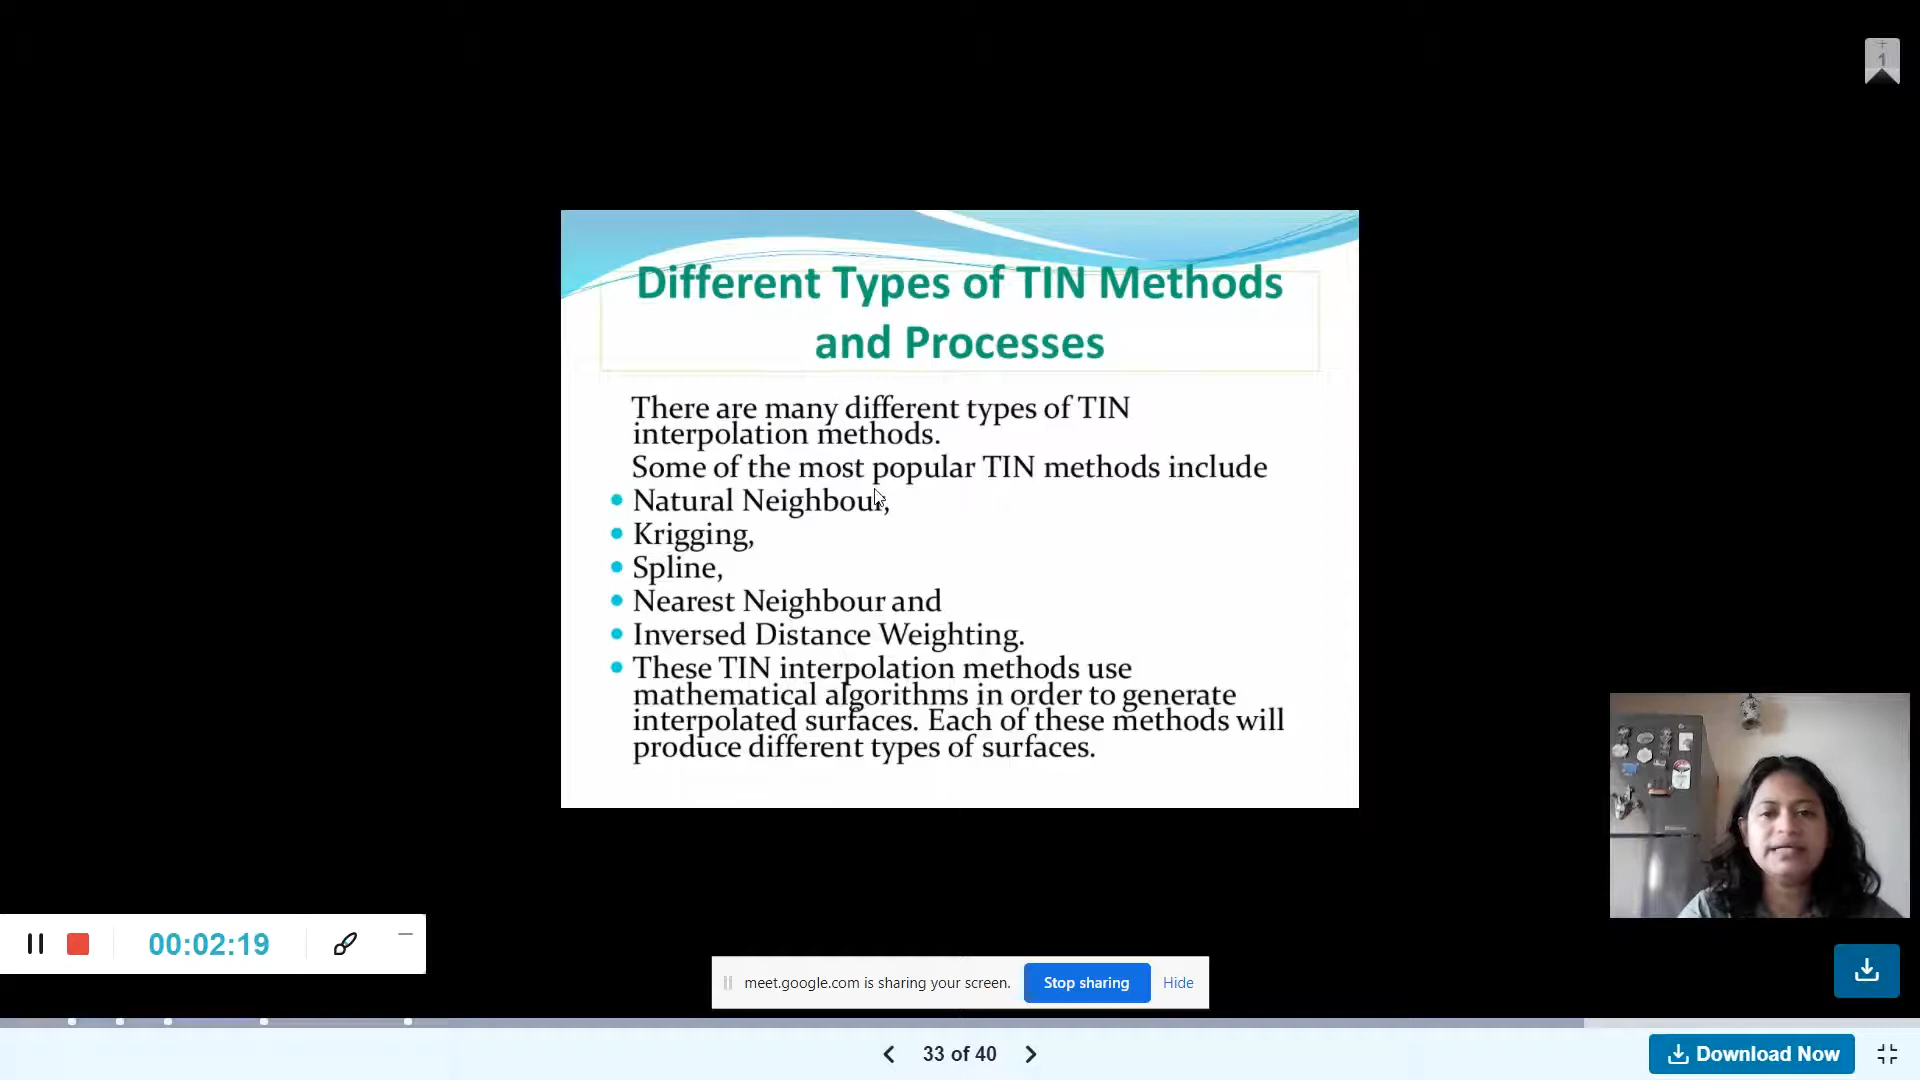 1
Different Types of TIN Methods
and Processes
There are many different types of TIN
interpolation methods.
Some of the most popular TIN methods include
Natural Neighbour,
Krigging,
Spline,
Nearest Neighbour and
Inversed Distance Weighting.
These TIN interpolation methods use
mathematical algorithms in order to generate
interpolated surfaces. Each of these methods will
produce different types of surfaces.
00:02:19
meet.google.com is sharing your screen.
Stop sharing
Hide
33 of 40
Download Now